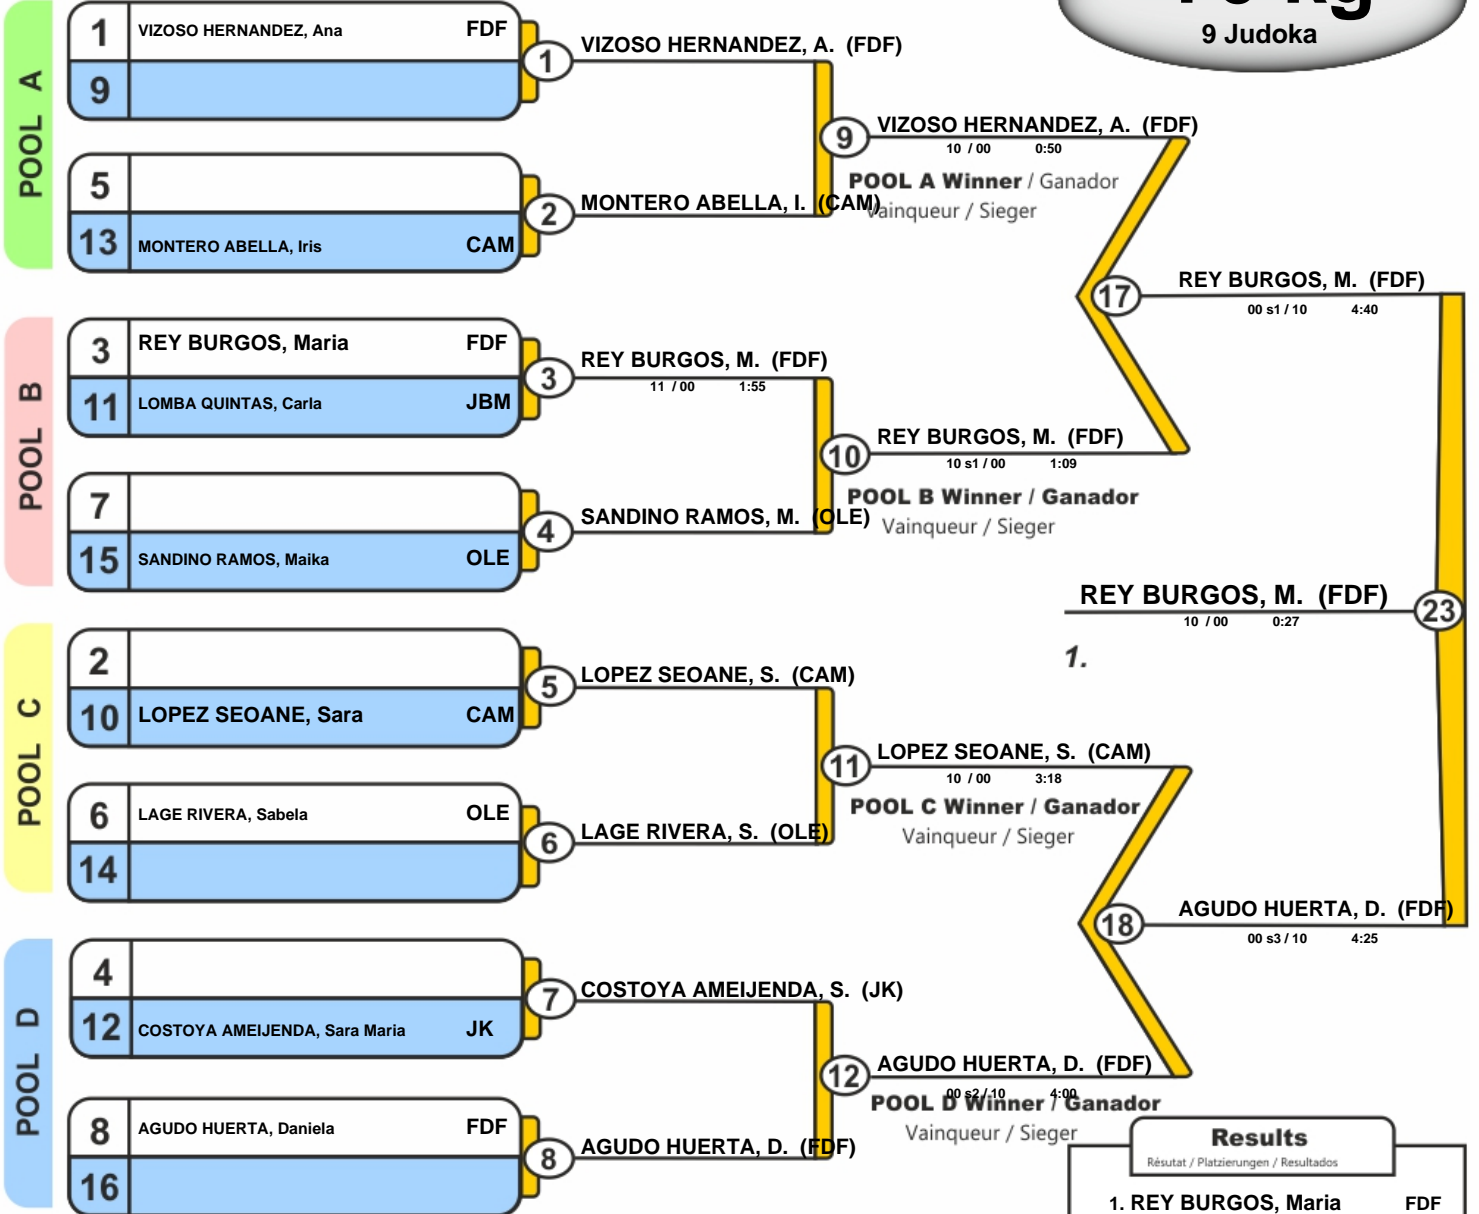 9 Judoka
POOL A
1 VIZOSO HERNANDEZ, Ana FDF
9
5
13 MONTERO ABELLA, Iris CAM
POOL B
3 REY BURGOS, Maria FDF
11 LOMBA QUINTAS, Carla JBM
7
15 SANDINO RAMOS, Maika OLE
POOL C
2
10 LOPEZ SEOANE, Sara CAM
6 LAGE RIVERA, Sabela OLE
14
POOL D
4
12 COSTOYA AMEIJENDA, Sara Maria JK
8 AGUDO HUERTA, Daniela FDF
16
1 VIZOSO HERNANDEZ, A. (FDF)
2 MONTERO ABELLA, I. (CAM)
3 REY BURGOS, M. (FDF)
11 / 00 1:55
4 SANDINO RAMOS, M. (OLE)
5 LOPEZ SEOANE, S. (CAM)
6 LAGE RIVERA, S. (OLE)
7 COSTOYA AMEIJENDA, S. (JK)
8 AGUDO HUERTA, D. (FDF)
9 VIZOSO HERNANDEZ, A. (FDF)
10 / 00 0:50
POOL A Winner / Ganador
Vainqueur / Sieger
10 REY BURGOS, M. (FDF)
10 s1 / 00 1:09
POOL B Winner / Ganador
Vainqueur / Sieger
11 LOPEZ SEOANE, S. (CAM)
10 / 00 3:18
POOL C Winner / Ganador
Vainqueur / Sieger
12 AGUDO HUERTA, D. (FDF)
00 s2 / 10 4:00
POOL D Winner / Ganador
Vainqueur / Sieger
17 REY BURGOS, M. (FDF)
00 s1 / 10 4:40
18 AGUDO HUERTA, D. (FDF)
00 s3 / 10 4:25
REY BURGOS, M. (FDF) 23
10 / 00 0:27
1.
Results
Résutat / Platzierungen / Resultados
1. REY BURGOS, Maria FDF